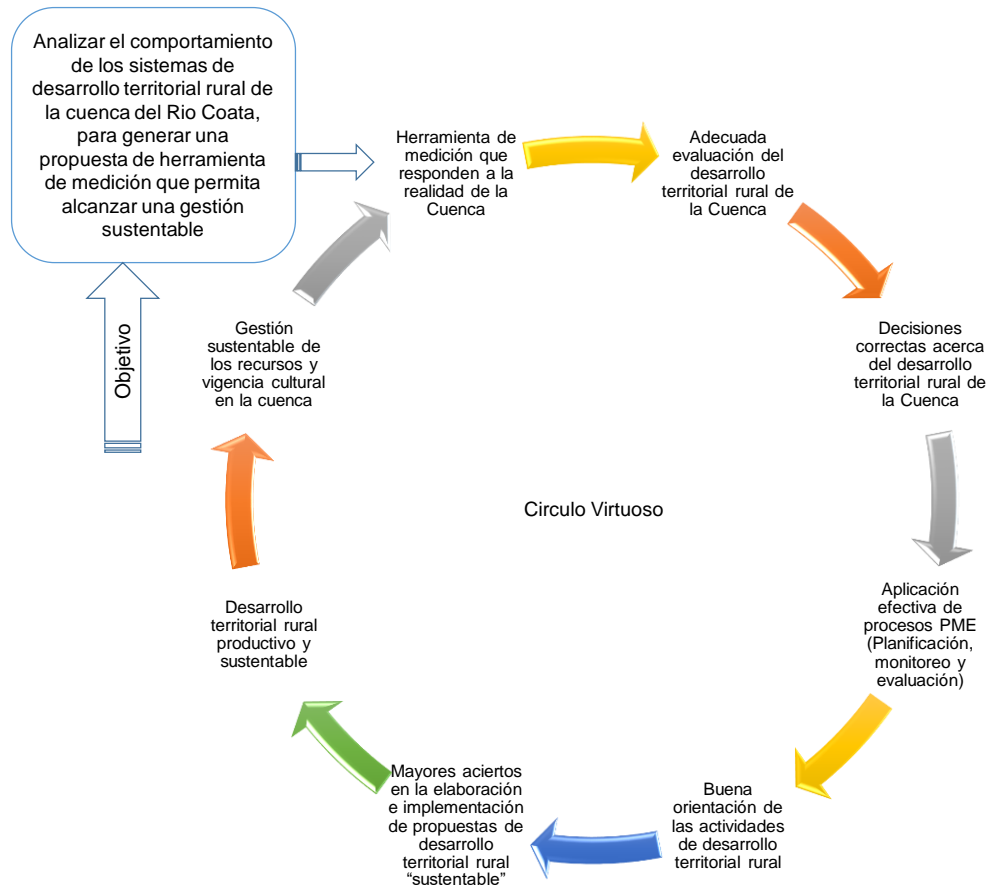 Analizar el comportamiento
de los sistemas de
desarrollo territorial rural de
la cuenca del Rio Coata,
para generar una
propuesta de herramienta
de medición que permita
alcanzar una gestión
sustentable
Objetivo
Herramienta de
medición que
responden a la
realidad de la
Cuenca
Adecuada
evaluación del
desarrollo
territorial rural de
la Cuenca
Decisiones
correctas acerca
del desarrollo
territorial rural de
la Cuenca
Aplicación
efectiva de
procesos PME
(Planificación,
monitoreo y
evaluación)
Buena
orientación de
las actividades
de desarrollo
territorial rural
Mayores aciertos
en la elaboración
e implementación
de propuestas de
desarrollo
territorial rural
“sustentable”
Desarrollo
territorial rural
productivo y
sustentable
Gestión
sustentable de
los recursos y
vigencia cultural
en la cuenca
Circulo Virtuoso